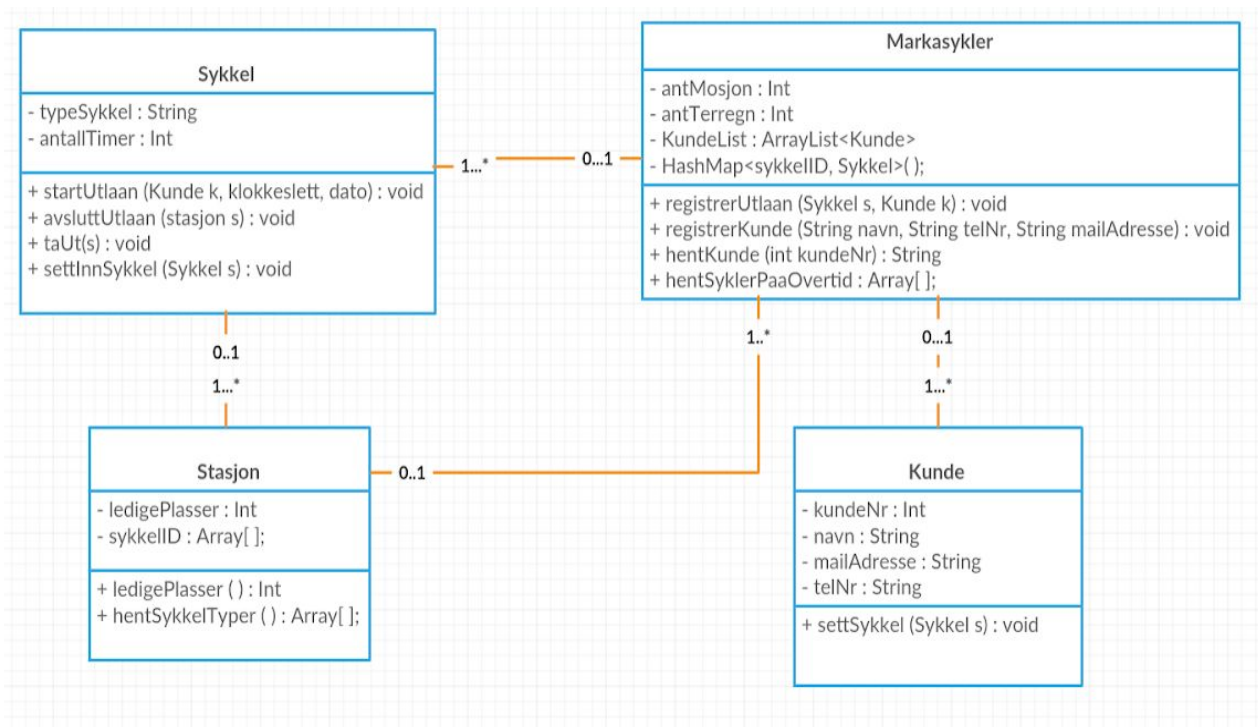 Sykkel
- typeSykkel : String
- antallTimer : Int
+ startUtlaan (Kunde k, klokkeslett, dato) : void
+ avsluttUtlaan (stasjon s) : void
+ taUt(s) : void
+ settInnSykkel (Sykkel s) : void
1...*
0...1
Markasykler
- antMosjon : Int
- antTerregn : Int
- KundeList : ArrayList<Kunde>
- HashMap<sykkelID, Sykkel>( );
+ registrerUtlaan (Sykkel s, Kunde k) : void
+ registrerKunde (String navn, String telNr, String mailAdresse) : void
+ hentKunde (int kundeNr) : String
+ hentSyklerPaaOvertid : Array[ ];
0..1
1...*
1..*
0...1
1...*
Stasjon
- ledigePlasser : Int
- sykkelID : Array[ ];
+ ledigePlasser ( ) : Int
+ hentSykkelTyper ( ) : Array[ ];
0..1
Kunde
- kundeNr : Int
- navn : String
- mailAdresse : String
- telNr : String
+ settSykkel (Sykkel s) : void